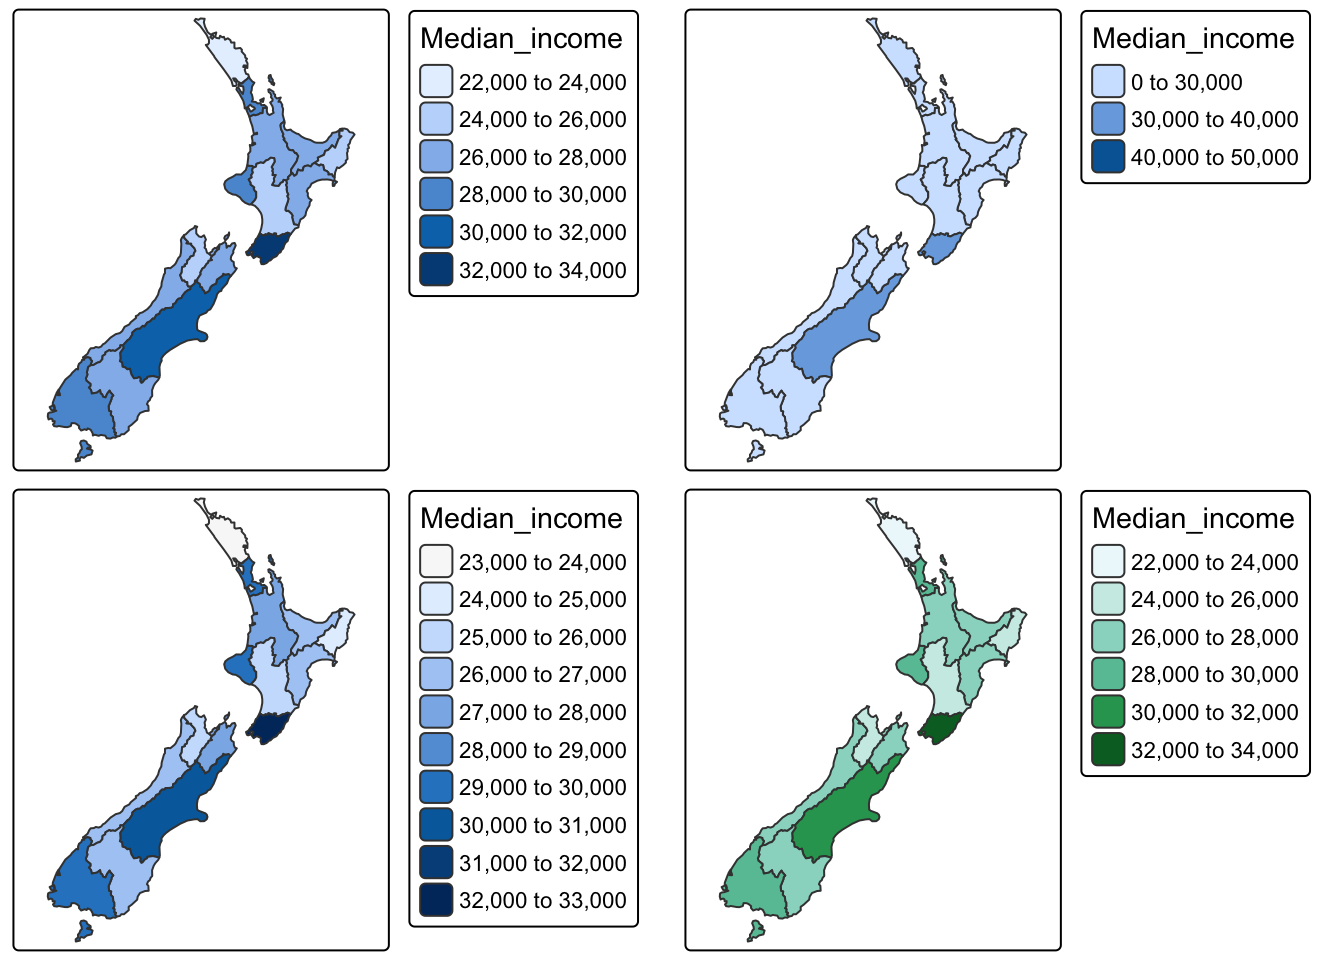 Median_income
22,000 to 24,000
24,000 to 26,000
26,000 to 28,000
28,000 to 30,000
30,000 to 32,000
32,000 to 34,000
Median_income
0 to 30,000
30,000 to 40,000
40,000 to 50,000
Median_income
23,000 to 24,000
24,000 to 25,000
25,000 to 26,000
26,000 to 27,000
27,000 to 28,000
28,000 to 29,000
29,000 to 30,000
30,000 to 31,000
31,000 to 32,000
32,000 to 33,000
Median_income
22,000 to 24,000
24,000 to 26,000
26,000 to 28,000
28,000 to 30,000
30,000 to 32,000
32,000 to 34,000